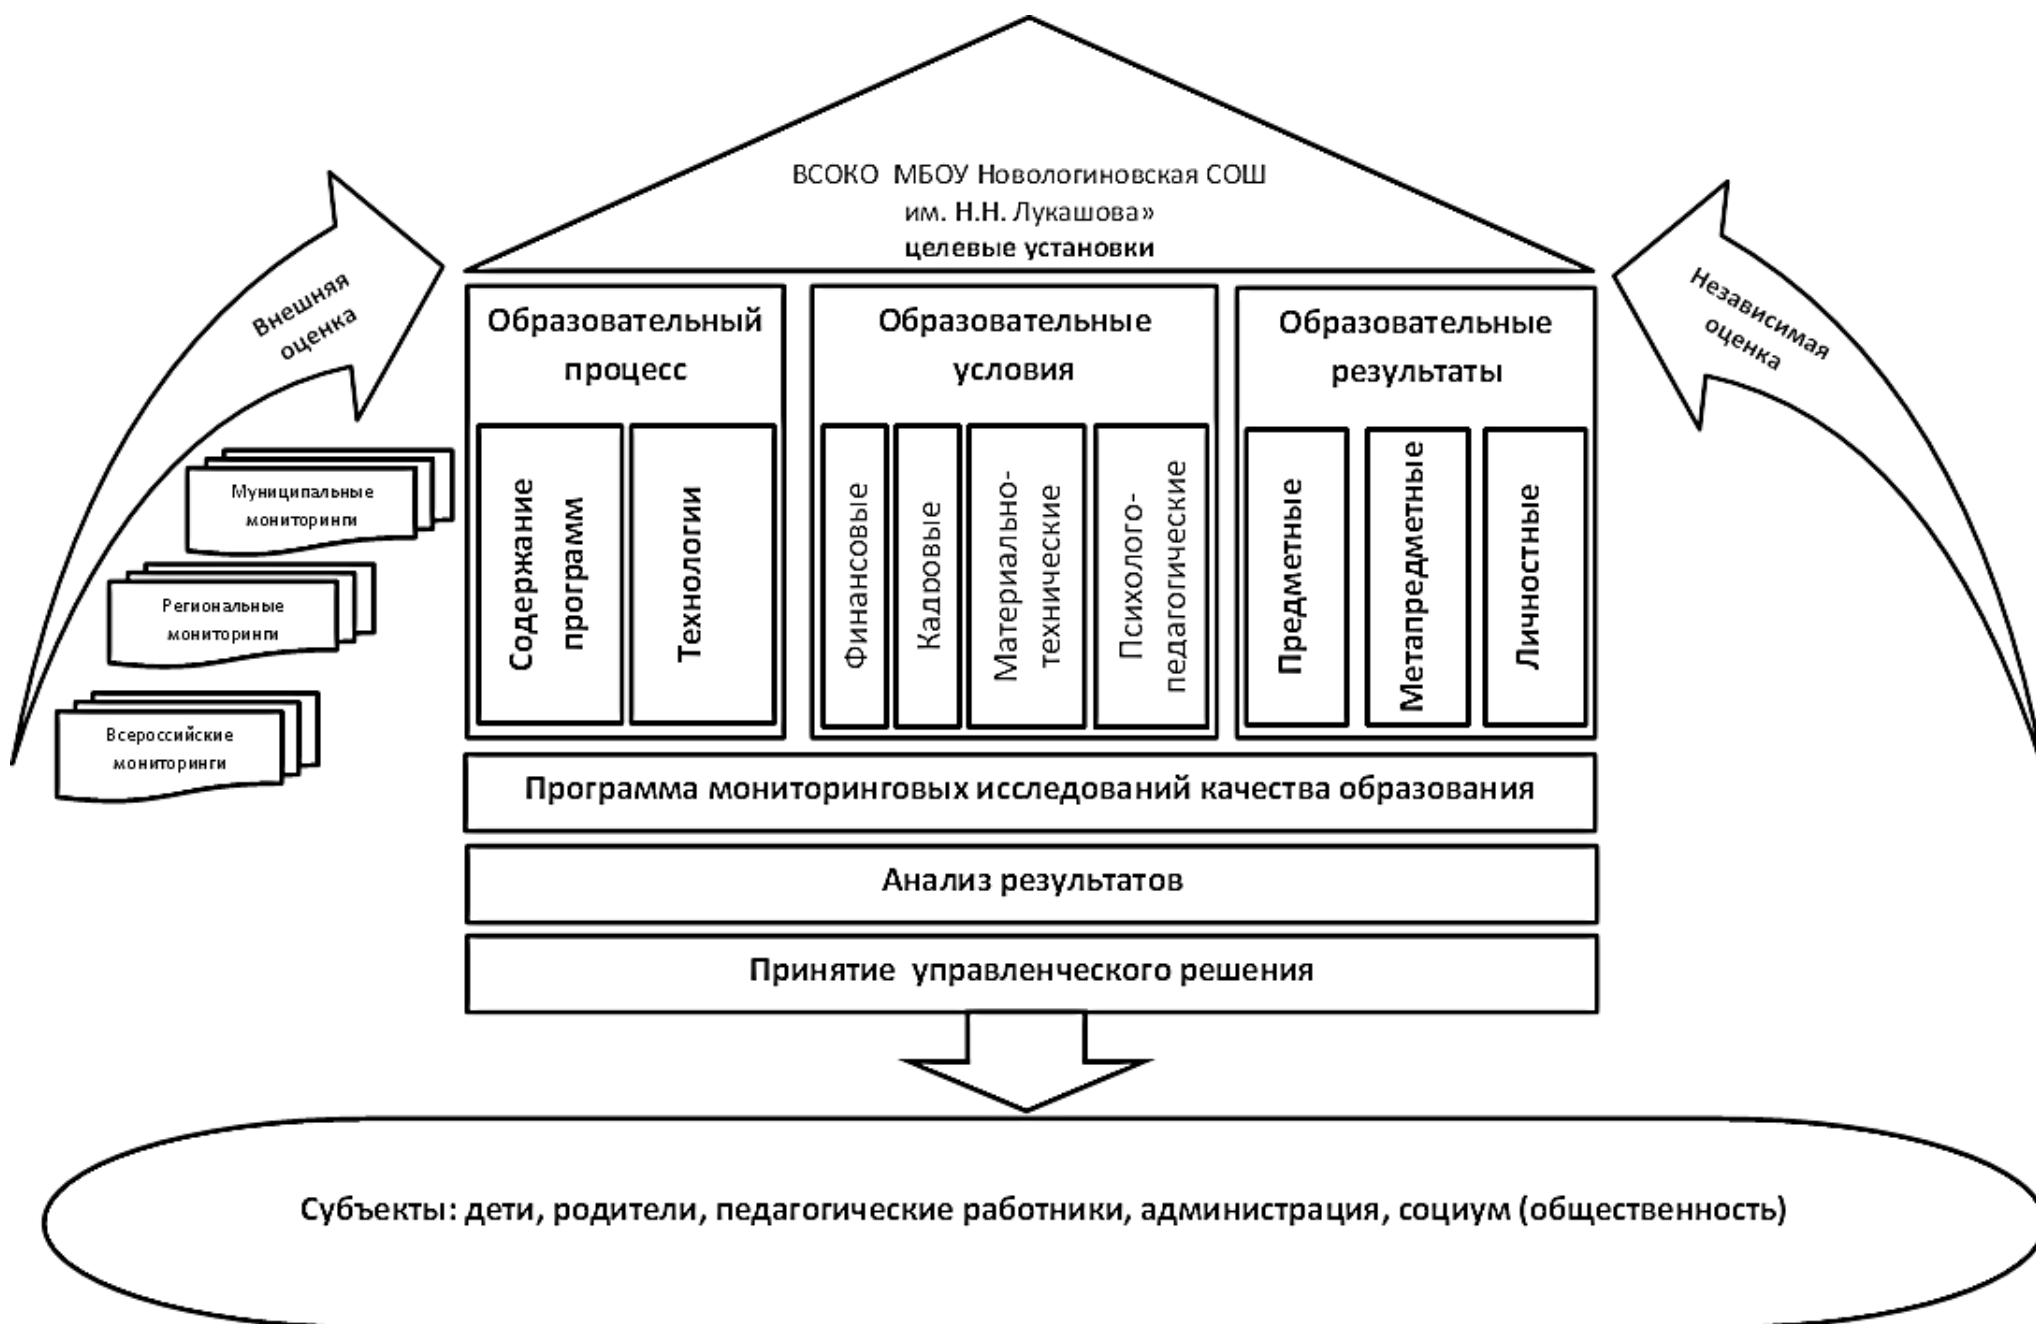 ВСОКО МБОУ Новологиновская СОШ
им. Н.Н. Лукашова»
целевые установки
Внешняя
оценка
Независимая
оценка
Образовательный
процесс
Содержание
программ
Технологии
Образовательные
условия
Финансовые
Кадровые
Материально-
технические
Психолого-
педагогические
Образовательные
результаты
Предметные
Метапредметные
Личностные
Муниципальные
мониторинги
Региональные
мониторинги
Всероссийские
мониторинги
Программа мониторинговых исследований качества образования
Анализ результатов
Принятие управленческого решения
Субъекты: дети, родители, педагогические работники, администрация, социум (общественность)